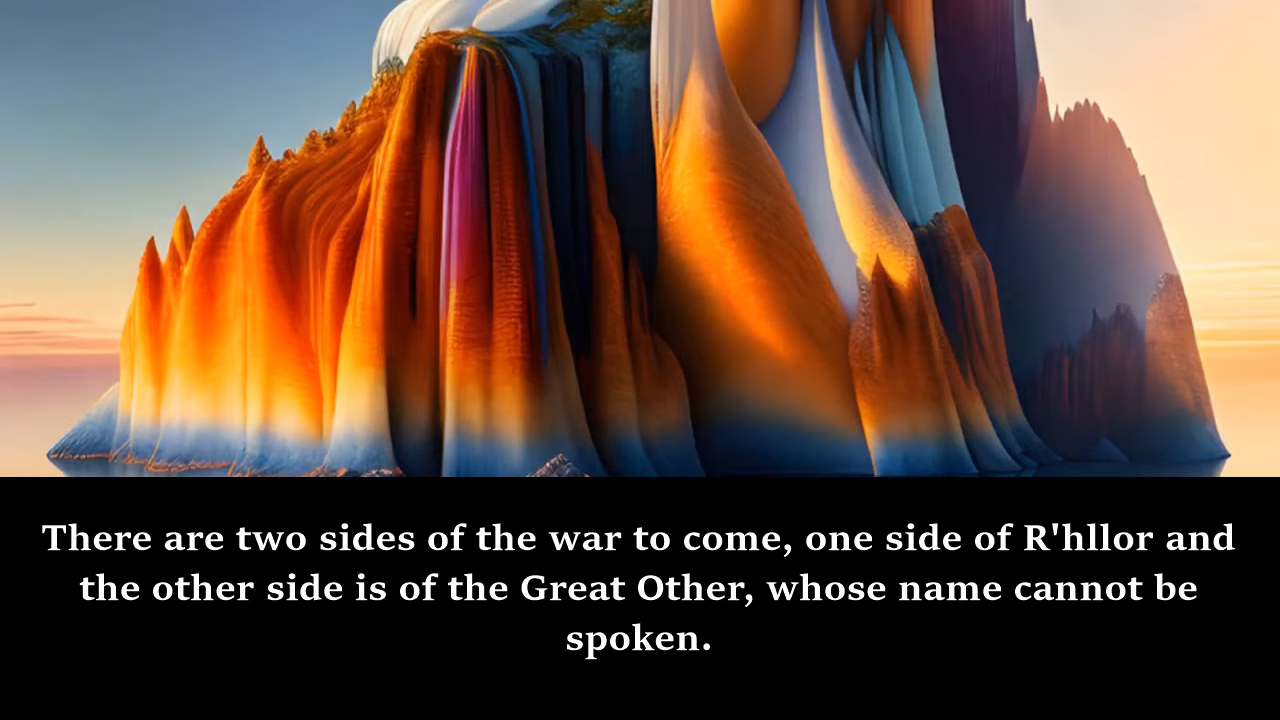 There are two sides of the war to come, one side of R'hllor and
the other side is of the Great Other, whose name cannot be
spoken.